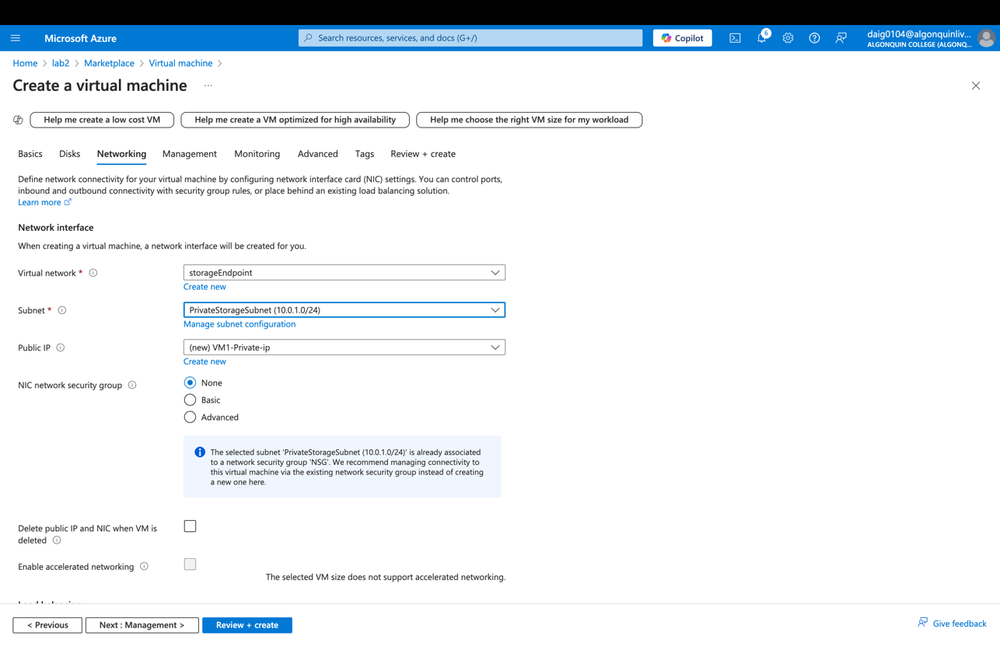 Microsoft Azure
Search resources, services, and docs (G+/)
Copilot
6
daig0104@algonquinliv...
ALGONQUIN COLLEGE (ALGONQ...
Home > lab2 > Marketplace > Virtual machine >
Create a virtual machine ...
Help me create a low cost VM
Help me create a VM optimized for high availability
Help me choose the right VM size for my workload
Basics Disks Networking Management Monitoring Advanced Tags Review + create
Define network connectivity for your virtual machine by configuring network interface card (NIC) settings. You can control ports,
inbound and outbound connectivity with security group rules, or place behind an existing load balancing solution.
Learn more
Network interface
When creating a virtual machine, a network interface will be created for you.
Virtual network *
storageEndpoint
Create new
Subnet *
PrivateStorageSubnet (10.0.1.0/24)
Manage subnet configuration
Public IP
(new) VM1-Private-ip
Create new
NIC network security group
None
Basic
Advanced
The selected subnet 'PrivateStorageSubnet (10.0.1.0/24)' is already associated
to a network security group 'NSG'. We recommend managing connectivity to
this virtual machine via the existing network security group instead of creating
a new one here.
Delete public IP and NIC when VM is
deleted
Enable accelerated networking
The selected VM size does not support accelerated networking.
Load balancing
< Previous
Next : Management >
Review + create
Give feedback